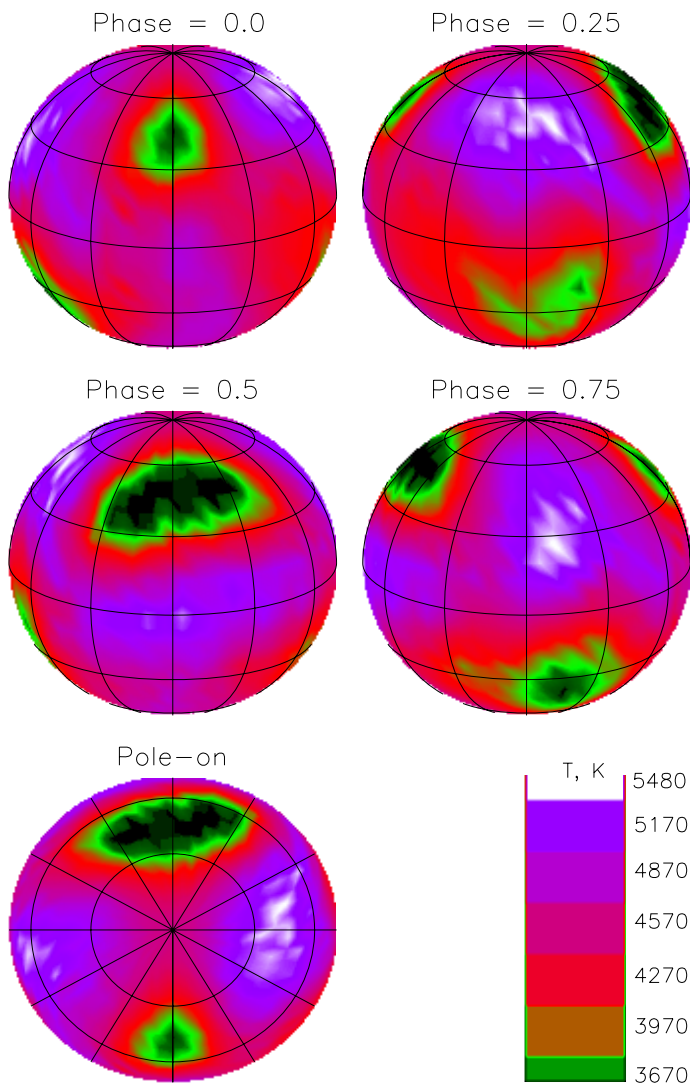 Phase = 0.0
Phase = 0.25
Phase = 0.5
Phase = 0.75
Pole-on
T, K
5480
5170
4870
4570
4270
3970
3670